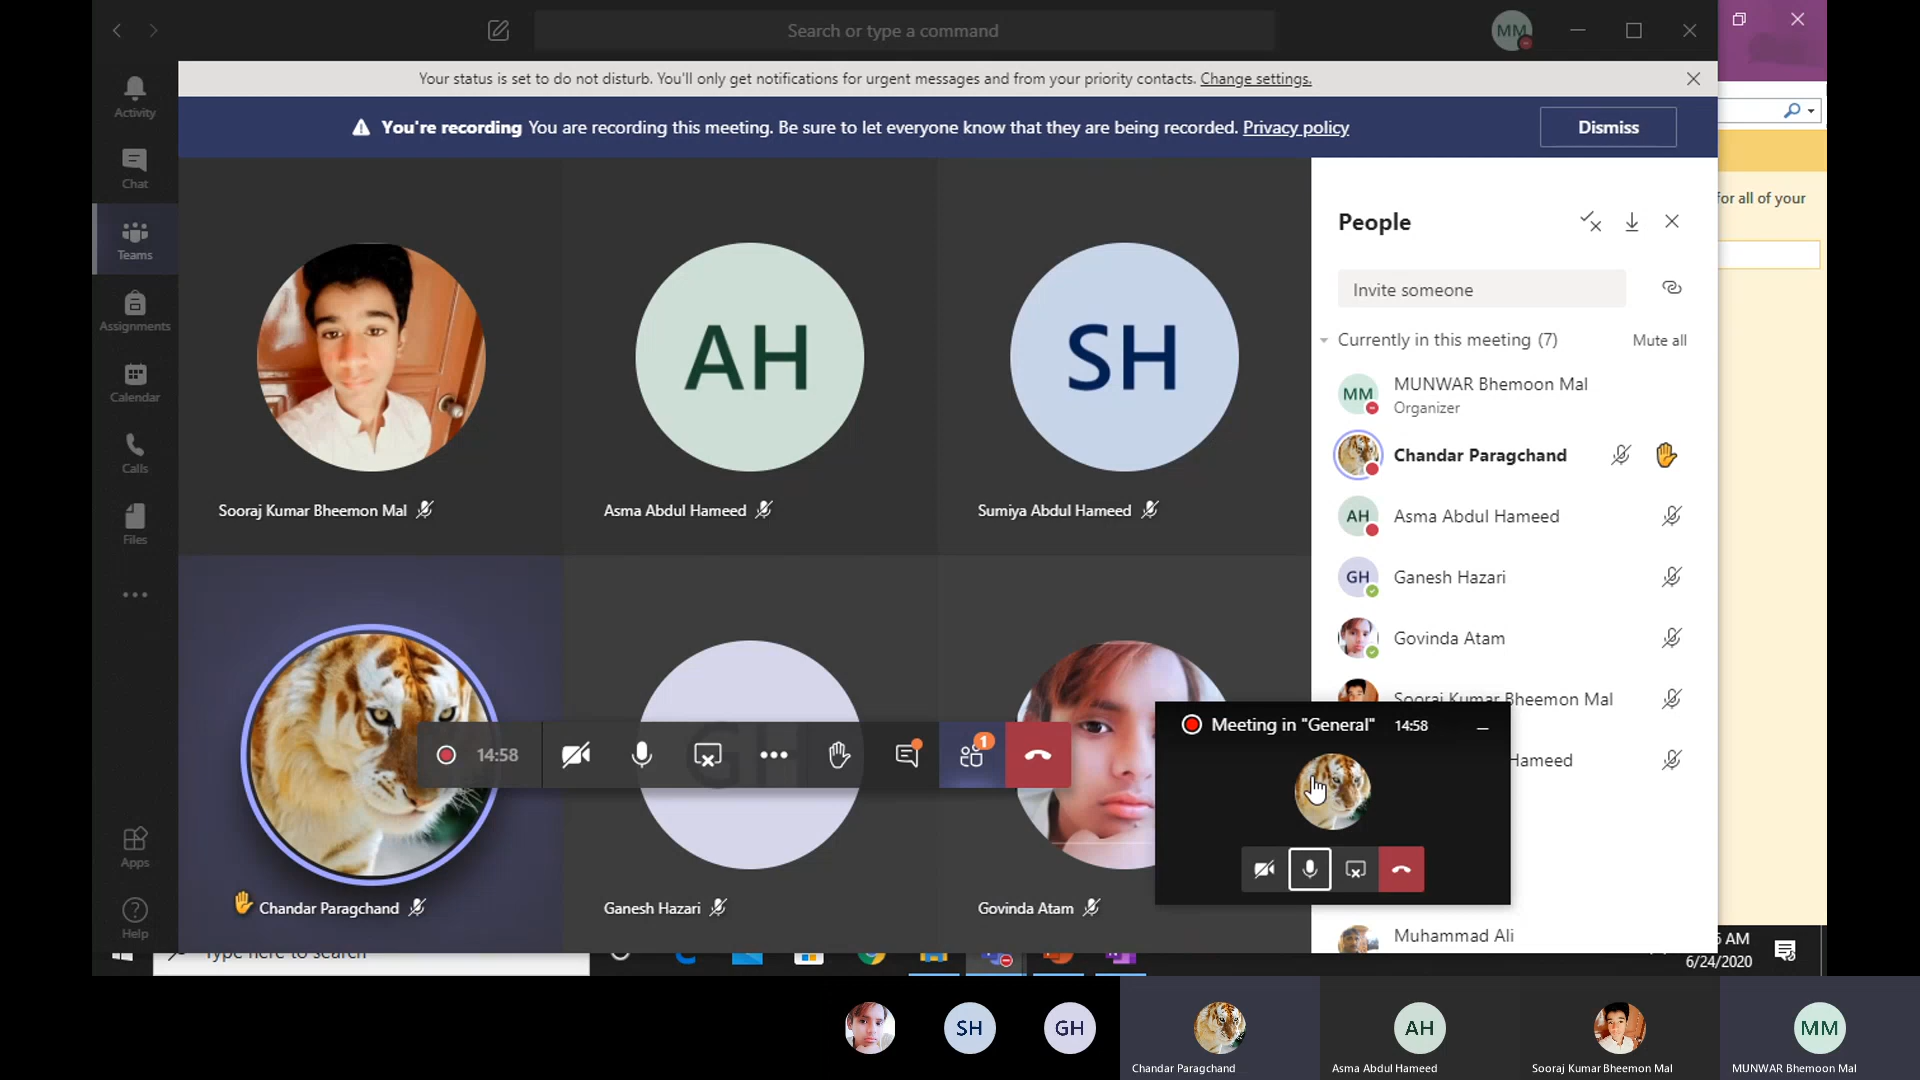 Search or type a command
MM
Your status is set to do not disturb. You'll only get notifications for urgent messages and from your priority contacts. Change settings.
You're recording You are recording this meeting. Be sure to let everyone know that they are being recorded. Privacy policy
Dismiss
Activity
Chat
Teams
Assignments
Calendar
Calls
Files
Apps
Help
AH
SH
Sooraj Kumar Bheemon Mal
Asma Abdul Hameed
Sumiya Abdul Hameed
14:58
1
GH
Chandar Paragchand
Ganesh Hazari
Govinda Atam
People
Invite someone
Currently in this meeting (7)
Mute all
MM
MUNWAR Bhemoon Mal
Organizer
Chandar Paragchand
AH
Asma Abdul Hameed
GH
Ganesh Hazari
Govinda Atam
Sooraj Kumar Bheemon Mal
Hameed
Meeting in "General"
14:58
Muhammad Ali
for all of your
Type here to search
AM
6/24/2020
SH
GH
AH
MM
Chandar Paragchand
Asma Abdul Hameed
Sooraj Kumar Bheemon Mal
MUNWAR Bhemoon Mal